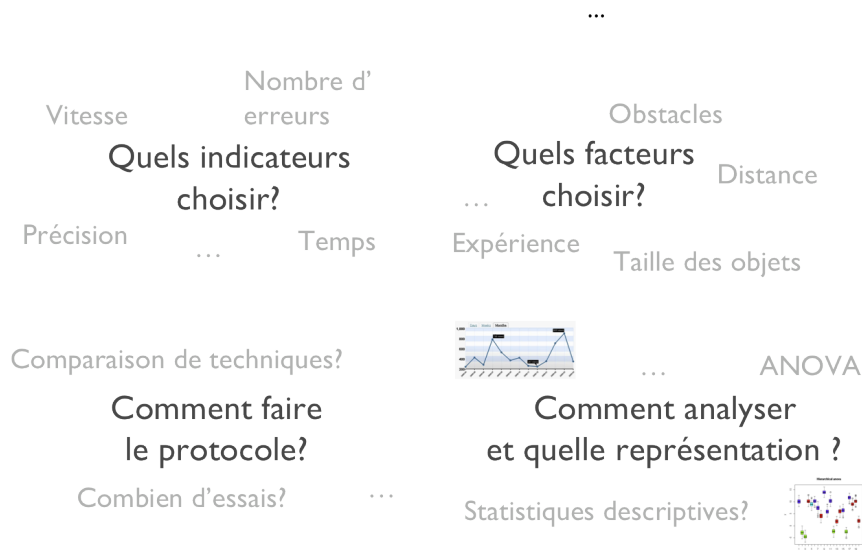 ...
Nombre d'
Vitesse
erreurs
Quels indicateurs
choisir?
Précision
...
Temps
Obstacles
Quels facteurs
choisir?
Distance
...
Expérience
Taille des objets
Comparaison de techniques?
Comment faire
le protocole?
Combien d'essais?
...
...
ANOVA
Comment analyser
et quelle représentation ?
Statistiques descriptives?